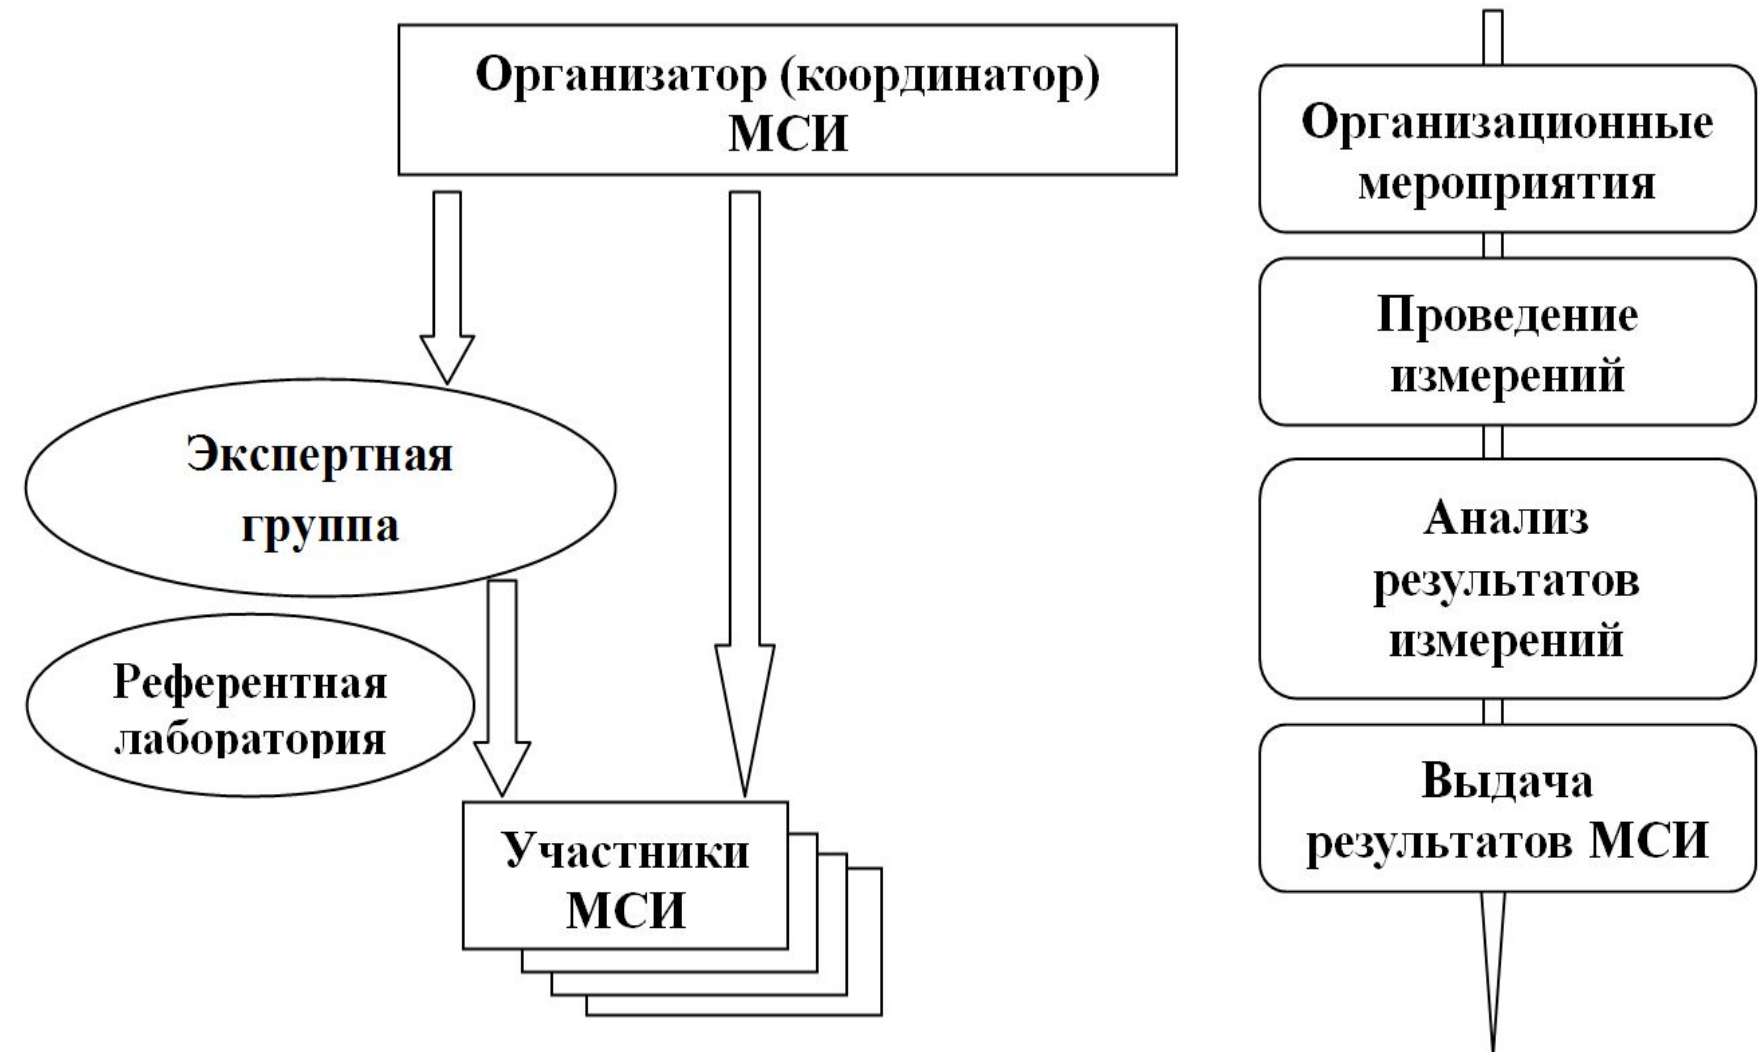 Организатор (координатор)
МСИ
Экспертная
группа
Референтная
лаборатория
Участники
МСИ
Организационные
мероприятия
Проведение
измерений
Анализ
результатов
измерений
Выдача
результатов МСИ